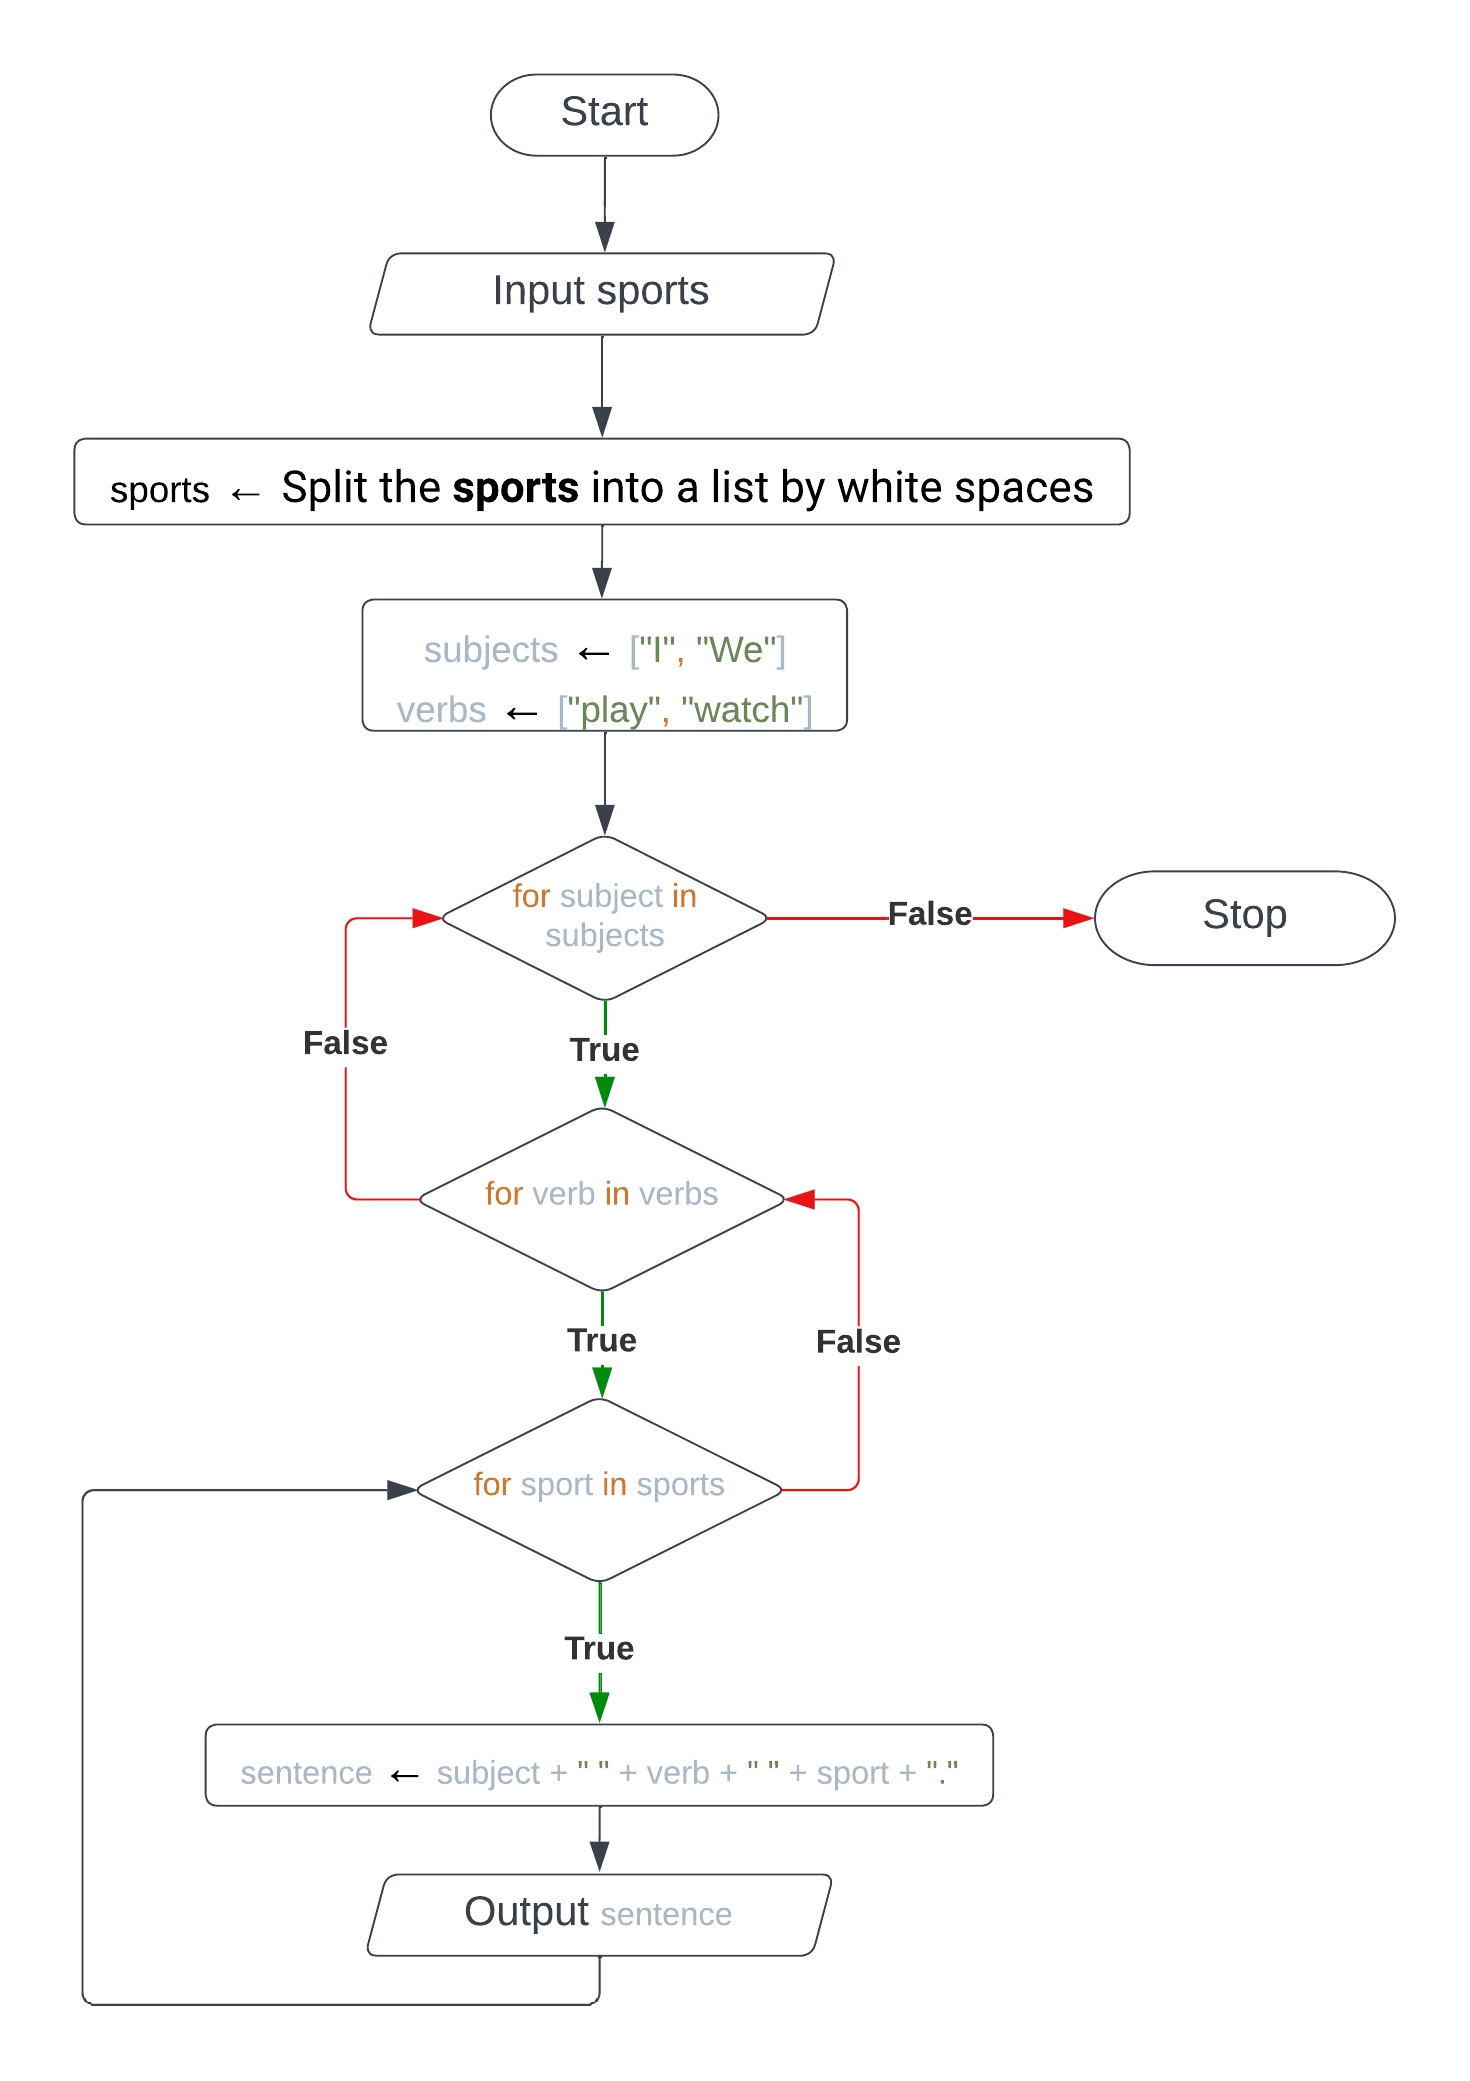 Start
Input sports
sports ← Split the sports into a list by white spaces
subjects ← ["I", "We"]
verbs ← ["play", "watch"]
for subject in
subjects
False
Stop
False
True
for verb in verbs
True
False
for sport in sports
True
sentence ← subject + " " + verb + " " + sport + "."
Output sentence